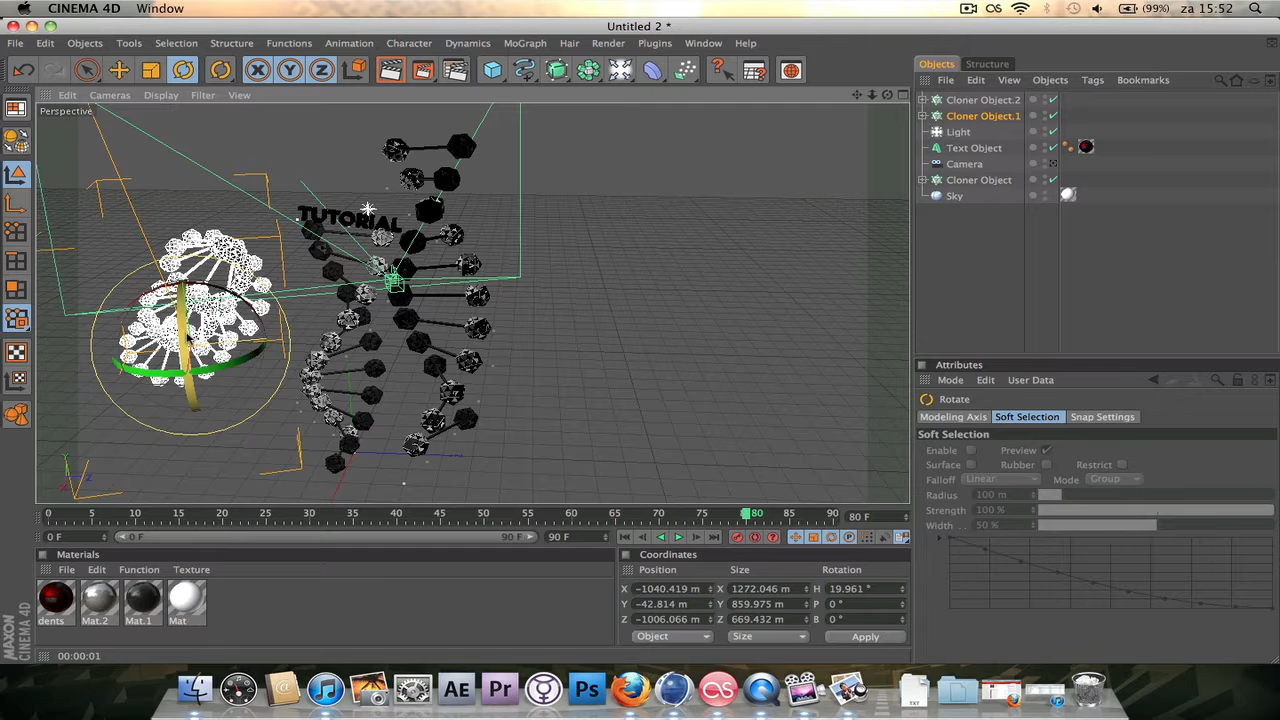 CINEMA 4D Window (99%) za 15:52
Untitled 2 *
File Edit Objects Tools Selection Structure Functions Animation Character Dynamics MoGraph Hair Render Plugins Window Help
X Y Z
Objects Structure
File Edit View Objects Tags Bookmarks
Edit Cameras Display Filter View
Perspective
Cloner Object.2
Cloner Object.1
Light
Text Object
Camera
Cloner Object
Sky
TUTORIAL
Y
Z
X
Attributes
Mode Edit User Data
Rotate
Modeling Axis Soft Selection Snap Settings
Soft Selection
Enable Preview
Surface Rubber Restrict
Falloff Linear Mode Group
Radius 100 m
Strength 100 %
Width . . 50 %
0 5 10 15 20 25 30 35 40 45 50 55 60 65 70 75 80 85 90 80 F
0 F 0 F 90 F 90 F
Materials
File Edit Function Texture
dents Mat.2 Mat.1 Mat
Coordinates
Position Size Rotation
X -1040.419 m X 1272.046 m H 19.961 °
Y -42.814 m Y 859.975 m P 0 °
Z -1006.066 m Z 669.432 m B 0 °
Object Size Apply
MAXON CINEMA 4D
00:00:01
AE Pr Ps TXT